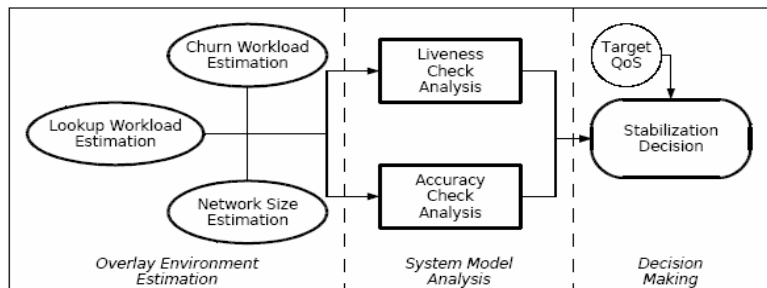 Churn Workload
Estimation
Lookup Workload
Estimation
Network Size
Estimation
Overlay Environment
Estimation
Liveness
Check
Analysis
Accuracy
Check
Analysis
System Model
Analysis
Target
QoS
Stabilization
Decision
Decision
Making